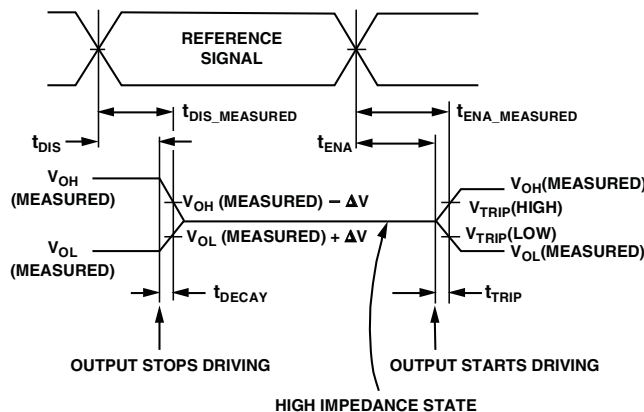 REFERENCE
SIGNAL
tDIS_MEASURED
tENA_MEASURED
tDIS
tENA
VOH
(MEASURED)
VOH (MEASURED) – ΔV
VOH(MEASURED)
VTRIP(HIGH)
VOL
(MEASURED)
VOL (MEASURED) + ΔV
VTRIP(LOW)
VOL(MEASURED)
tDECAY
tTRIP
OUTPUT STOPS DRIVING
OUTPUT STARTS DRIVING
HIGH IMPEDANCE STATE